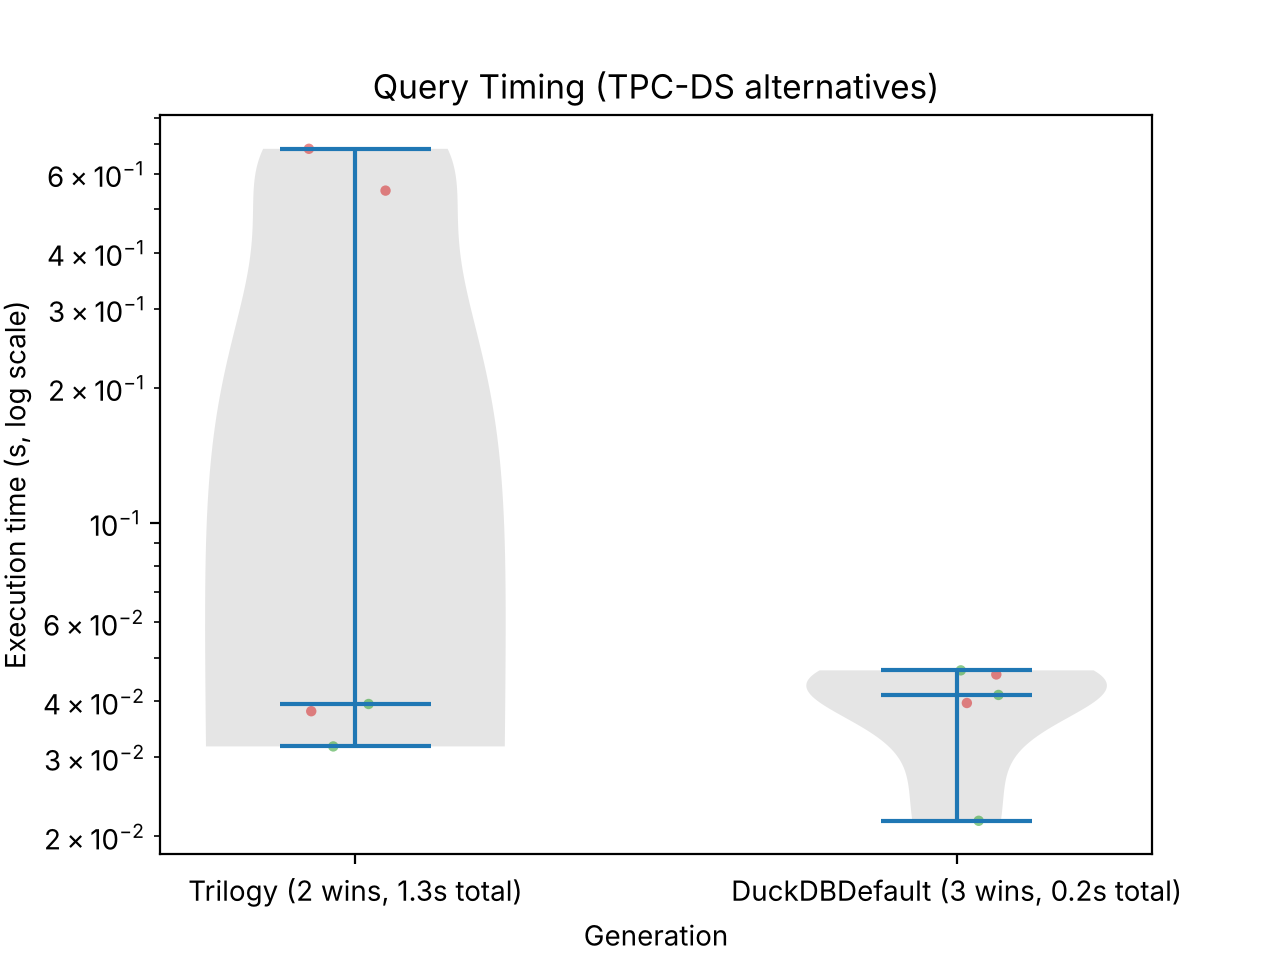 Query Timing (TPC-DS alternatives)
Execution time (s, log scale)
6 × 10⁻¹
4 × 10⁻¹
3 × 10⁻¹
2 × 10⁻¹
10⁻¹
6 × 10⁻²
4 × 10⁻²
3 × 10⁻²
2 × 10⁻²
Trilogy (2 wins, 1.3s total)
DuckDBDefault (3 wins, 0.2s total)
Generation